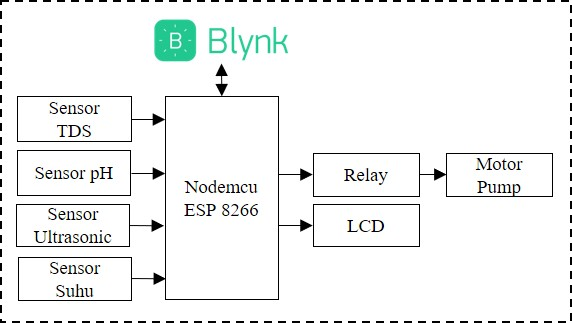 B Blynk
Sensor
TDS
Sensor pH
Sensor
Ultrasonic
Sensor
Suhu
Nodemcu
ESP 8266
Relay
LCD
Motor
Pump